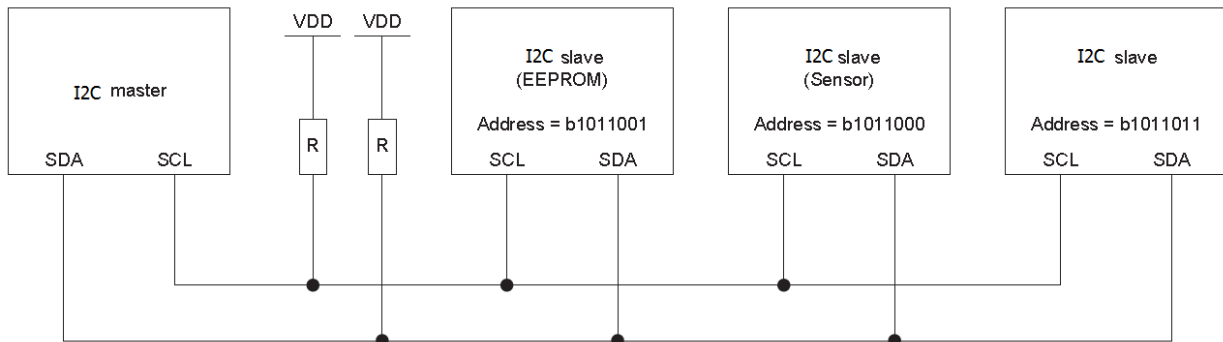 I2C master
SDA SCL
VDD VDD
R R
I2C slave
(EEPROM)
Address = b1011001
SCL SDA
I2C slave
(Sensor)
Address = b1011000
SCL SDA
I2C slave
Address = b1011011
SCL SDA